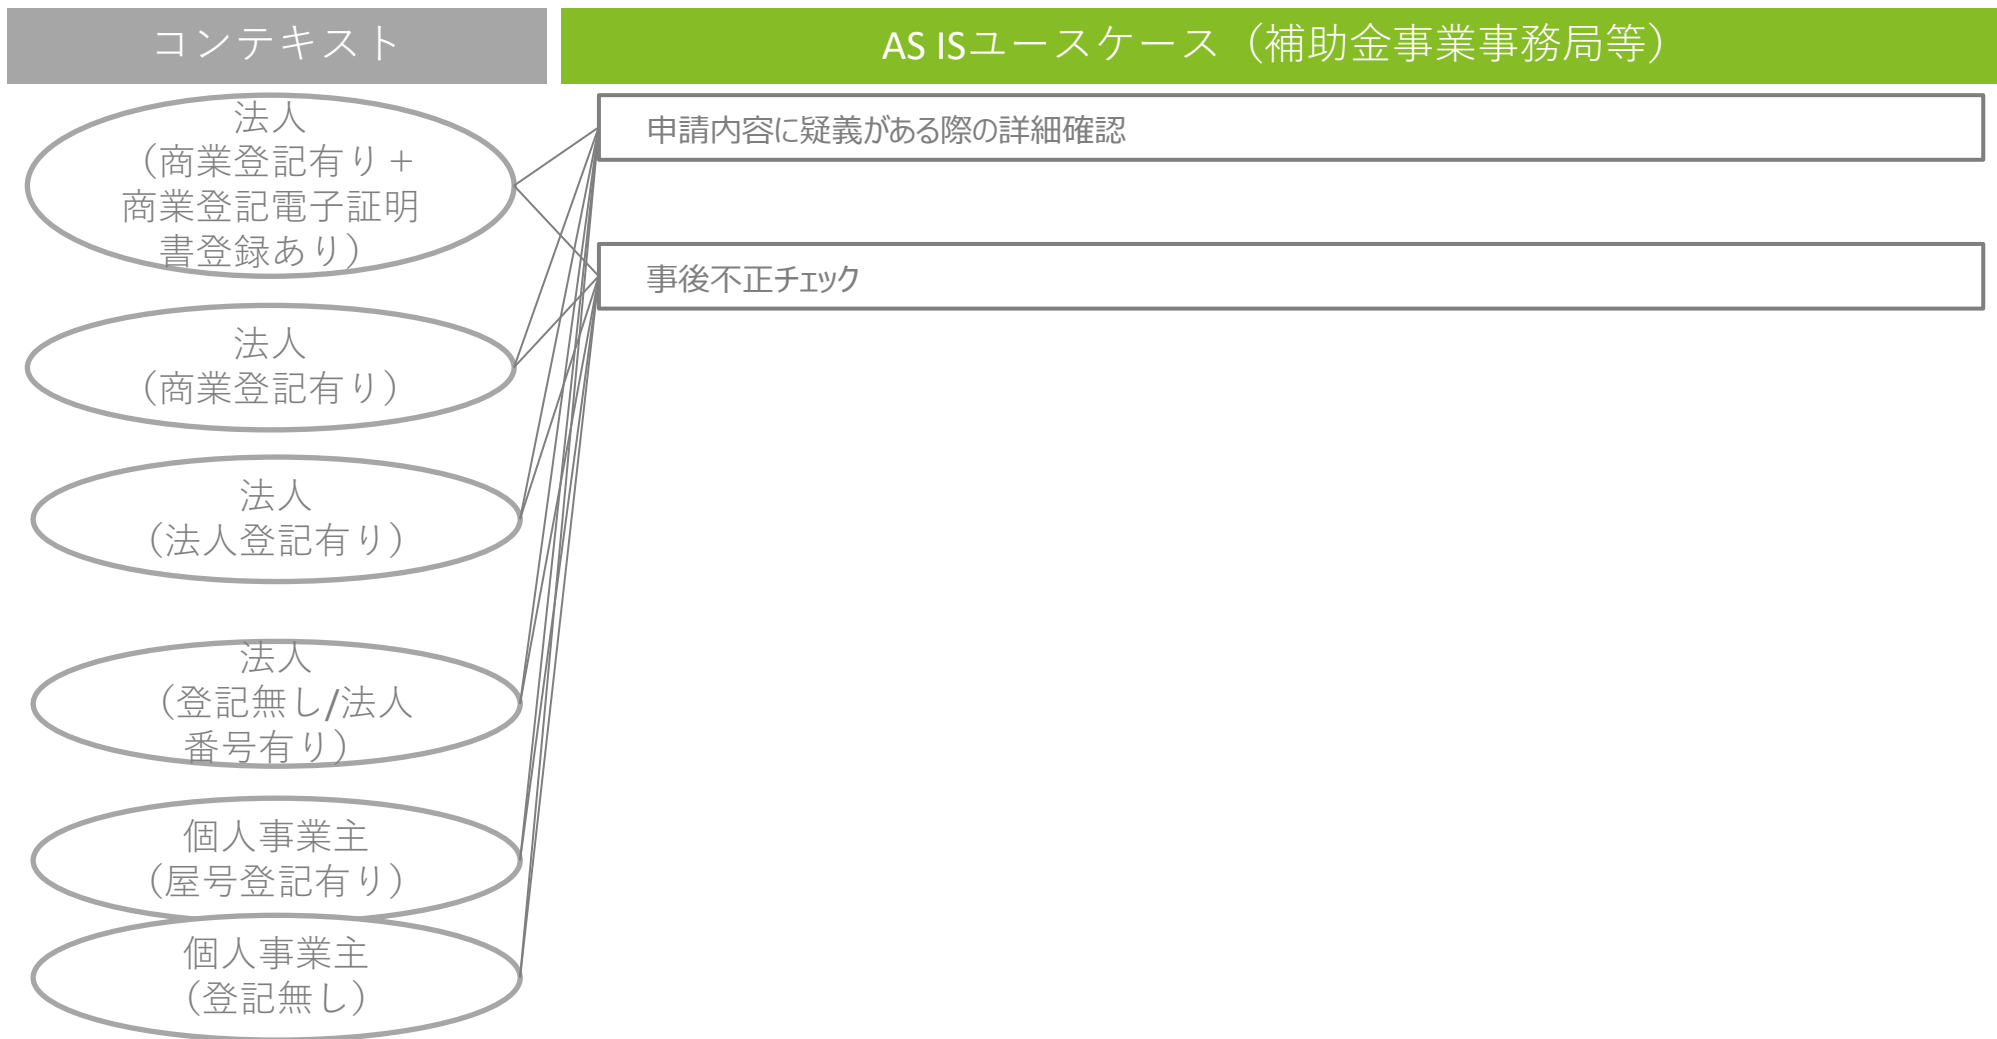 コンテキスト
AS ISユースケース（補助金事業事務局等）
法人
（商業登記有り＋
商業登記電子証明
書登録あり）
申請内容に疑義がある際の詳細確認
事後不正チェック
法人
（商業登記有り）
法人
（法人登記有り）
法人
（登記無し/法人
番号有り）
個人事業主
（屋号登記有り）
個人事業主
（登記無し）